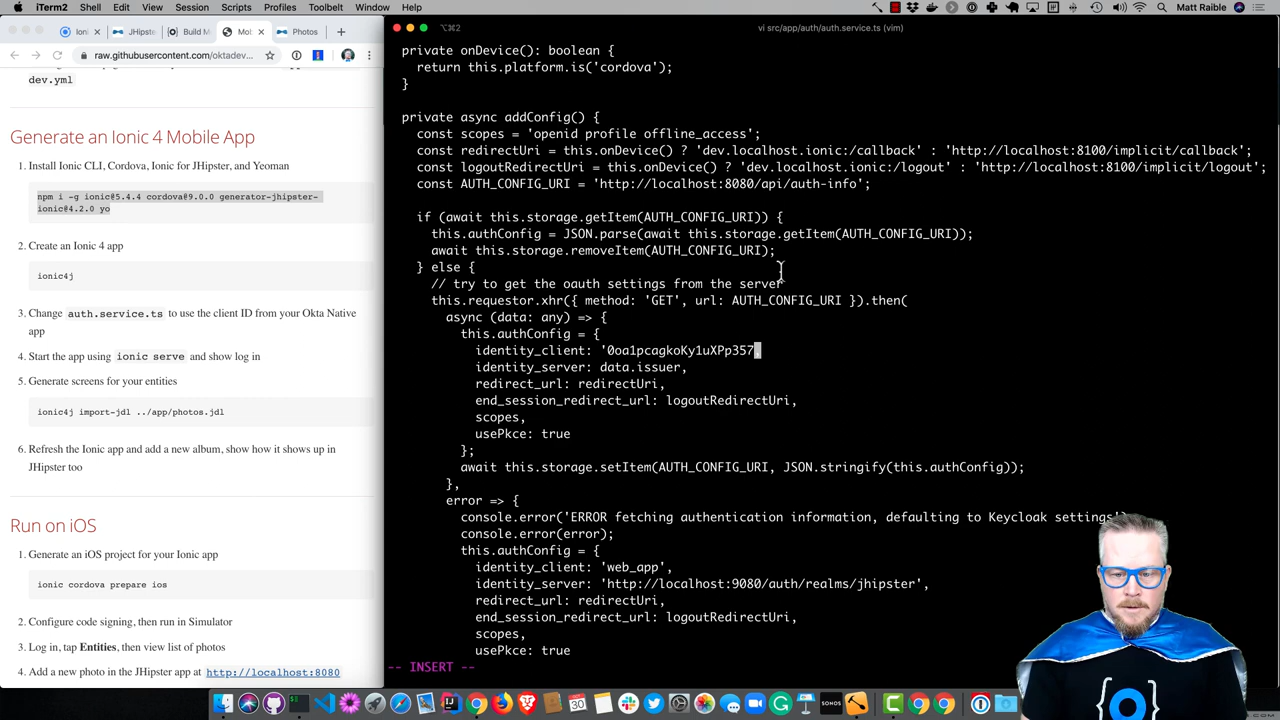 iTerm2 Shell Edit View Session Scripts Profiles Toolbelt Window Help Matt Raible
Ioni JHipste Build M Mob Photos
⌥⌘2 vi src/app/auth/auth.service.ts (vim)
raw.githubusercontent.com/oktadev...
dev.yml
Generate an Ionic 4 Mobile App
1. Install Ionic CLI, Cordova, Ionic for JHipster, and Yeoman
npm i -g ionic@5.4.4 cordova@9.0.0 generator-jhipster-
ionic@4.2.0 yo
2. Create an Ionic 4 app
ionic4j
3. Change auth.service.ts to use the client ID from your Okta Native
app
4. Start the app using ionic serve and show log in
5. Generate screens for your entities
ionic4j import-jdl ../app/photos.jdl
6. Refresh the Ionic app and add a new album, show how it shows up in
JHipster too
Run on iOS
1. Generate an iOS project for your Ionic app
ionic cordova prepare ios
2. Configure code signing, then run in Simulator
3. Log in, tap Entities, then view list of photos
4. Add a new photo in the JHipster app at http://localhost:8080
private onDevice(): boolean {
return this.platform.is('cordova');
}
private async addConfig() {
const scopes = 'openid profile offline_access';
const redirectUri = this.onDevice() ? 'dev.localhost.ionic:/callback' : 'http://localhost:8100/implicit/callback';
const logoutRedirectUri = this.onDevice() ? 'dev.localhost.ionic:/logout' : 'http://localhost:8100/implicit/logout';
const AUTH_CONFIG_URI = 'http://localhost:8080/api/auth-info';
if (await this.storage.getItem(AUTH_CONFIG_URI)) {
this.authConfig = JSON.parse(await this.storage.getItem(AUTH_CONFIG_URI));
await this.storage.removeItem(AUTH_CONFIG_URI);
} else {
// try to get the oauth settings from the server
this.requestor.xhr({ method: 'GET', url: AUTH_CONFIG_URI }).then(
async (data: any) => {
this.authConfig = {
identity_client: '0oa1pcagkoKy1uXPp357,
identity_server: data.issuer,
redirect_url: redirectUri,
end_session_redirect_url: logoutRedirectUri,
scopes,
usePkce: true
};
await this.storage.setItem(AUTH_CONFIG_URI, JSON.stringify(this.authConfig));
},
error => {
console.error('ERROR fetching authentication information, defaulting to Keycloak settings')
console.error(error);
this.authConfig = {
identity_client: 'web_app',
identity_server: 'http://localhost:9080/auth/realms/jhipster',
redirect_url: redirectUri,
end_session_redirect_url: logoutRedirectUri,
scopes,
usePkce: true
-- INSERT --
30
SONOS